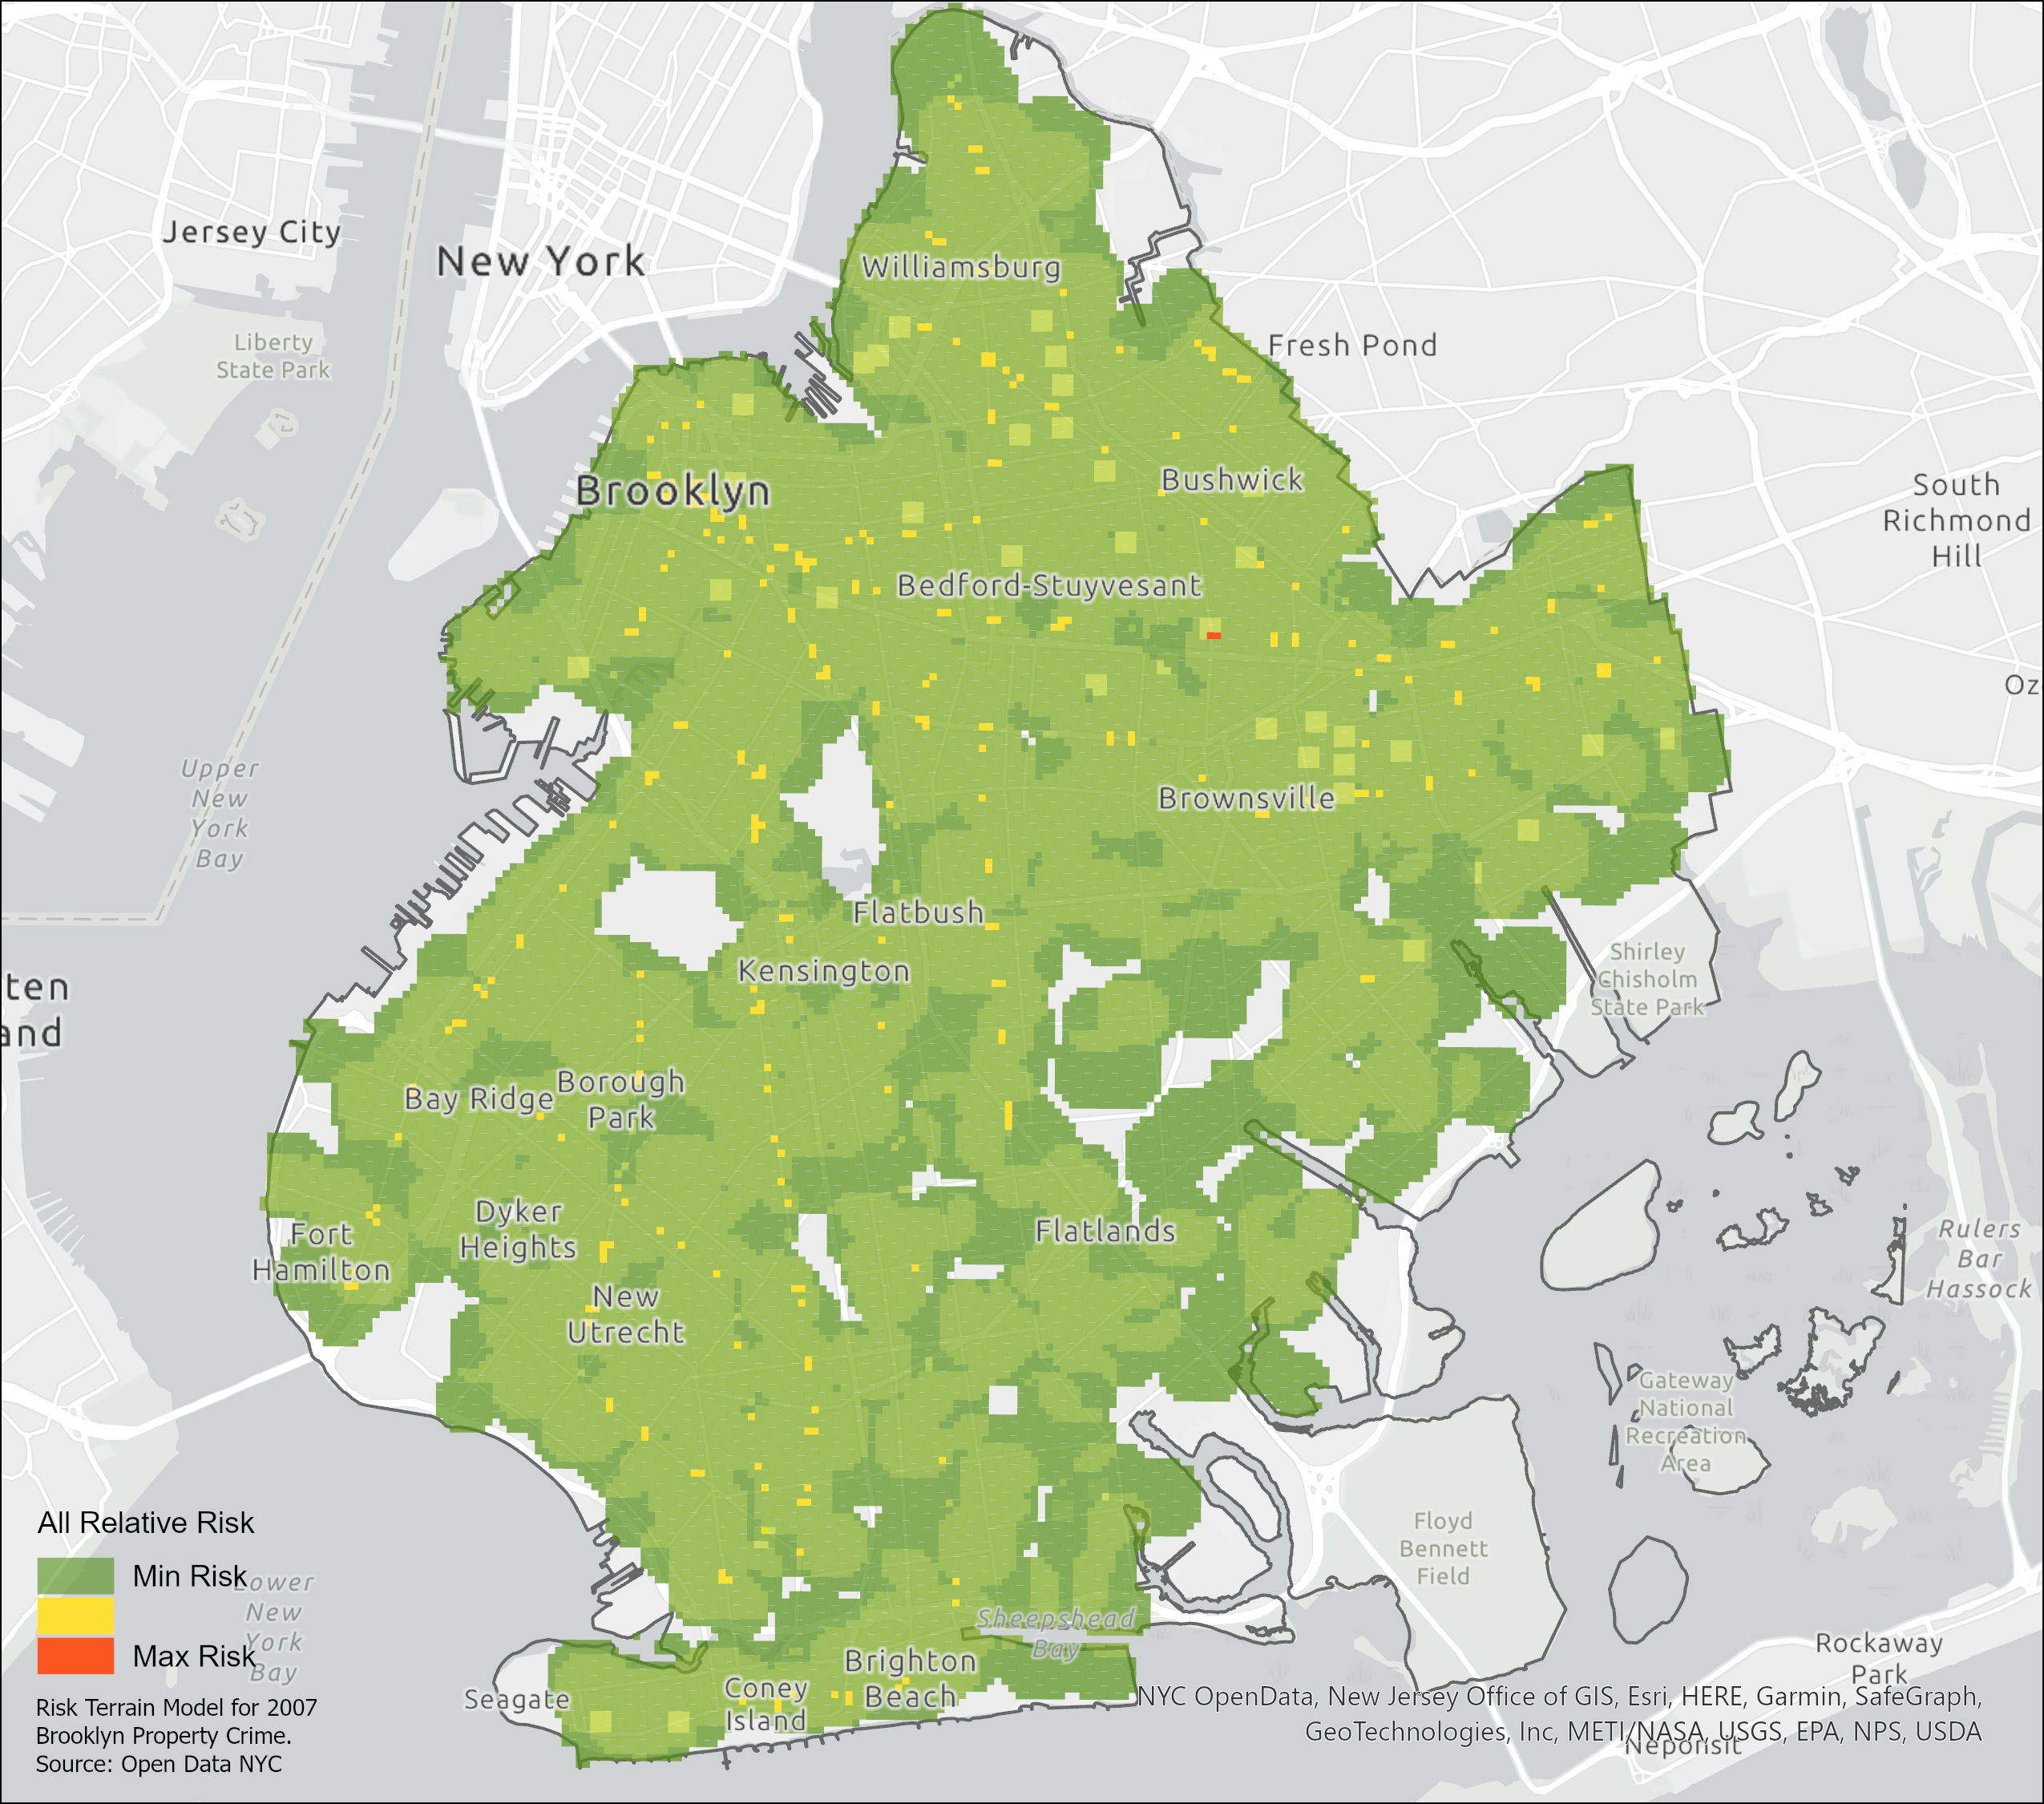 Jersey City
New York
Williamsburg
Liberty
State Park
Fresh Pond
Brooklyn
Bushwick
South
Richmond
Hill
Bedford-Stuyvesant
Oz
Upper
New
York
Bay
Brownsville
Flatbush
Kensington
Shirley
Chisholm
State Park
ten
and
Bay Ridge
Borough
Park
Dyker
Heights
Fort
Hamilton
Flatlands
New
Utrecht
Rulers
Bar
Hassock
Gateway
National
Recreation
Area
Floyd
Bennett
Field
All Relative Risk
Min Risk
Max Risk
Lower
New
York
Bay
Sheepshead
Bay
Brighton
Beach
Coney
Island
Seagate
Rockaway
Park
Neponsit
Risk Terrain Model for 2007
Brooklyn Property Crime.
Source: Open Data NYC
NYC OpenData, New Jersey Office of GIS, Esri, HERE, Garmin, SafeGraph,
GeoTechnologies, Inc, METI/NASA, USGS, EPA, NPS, USDA